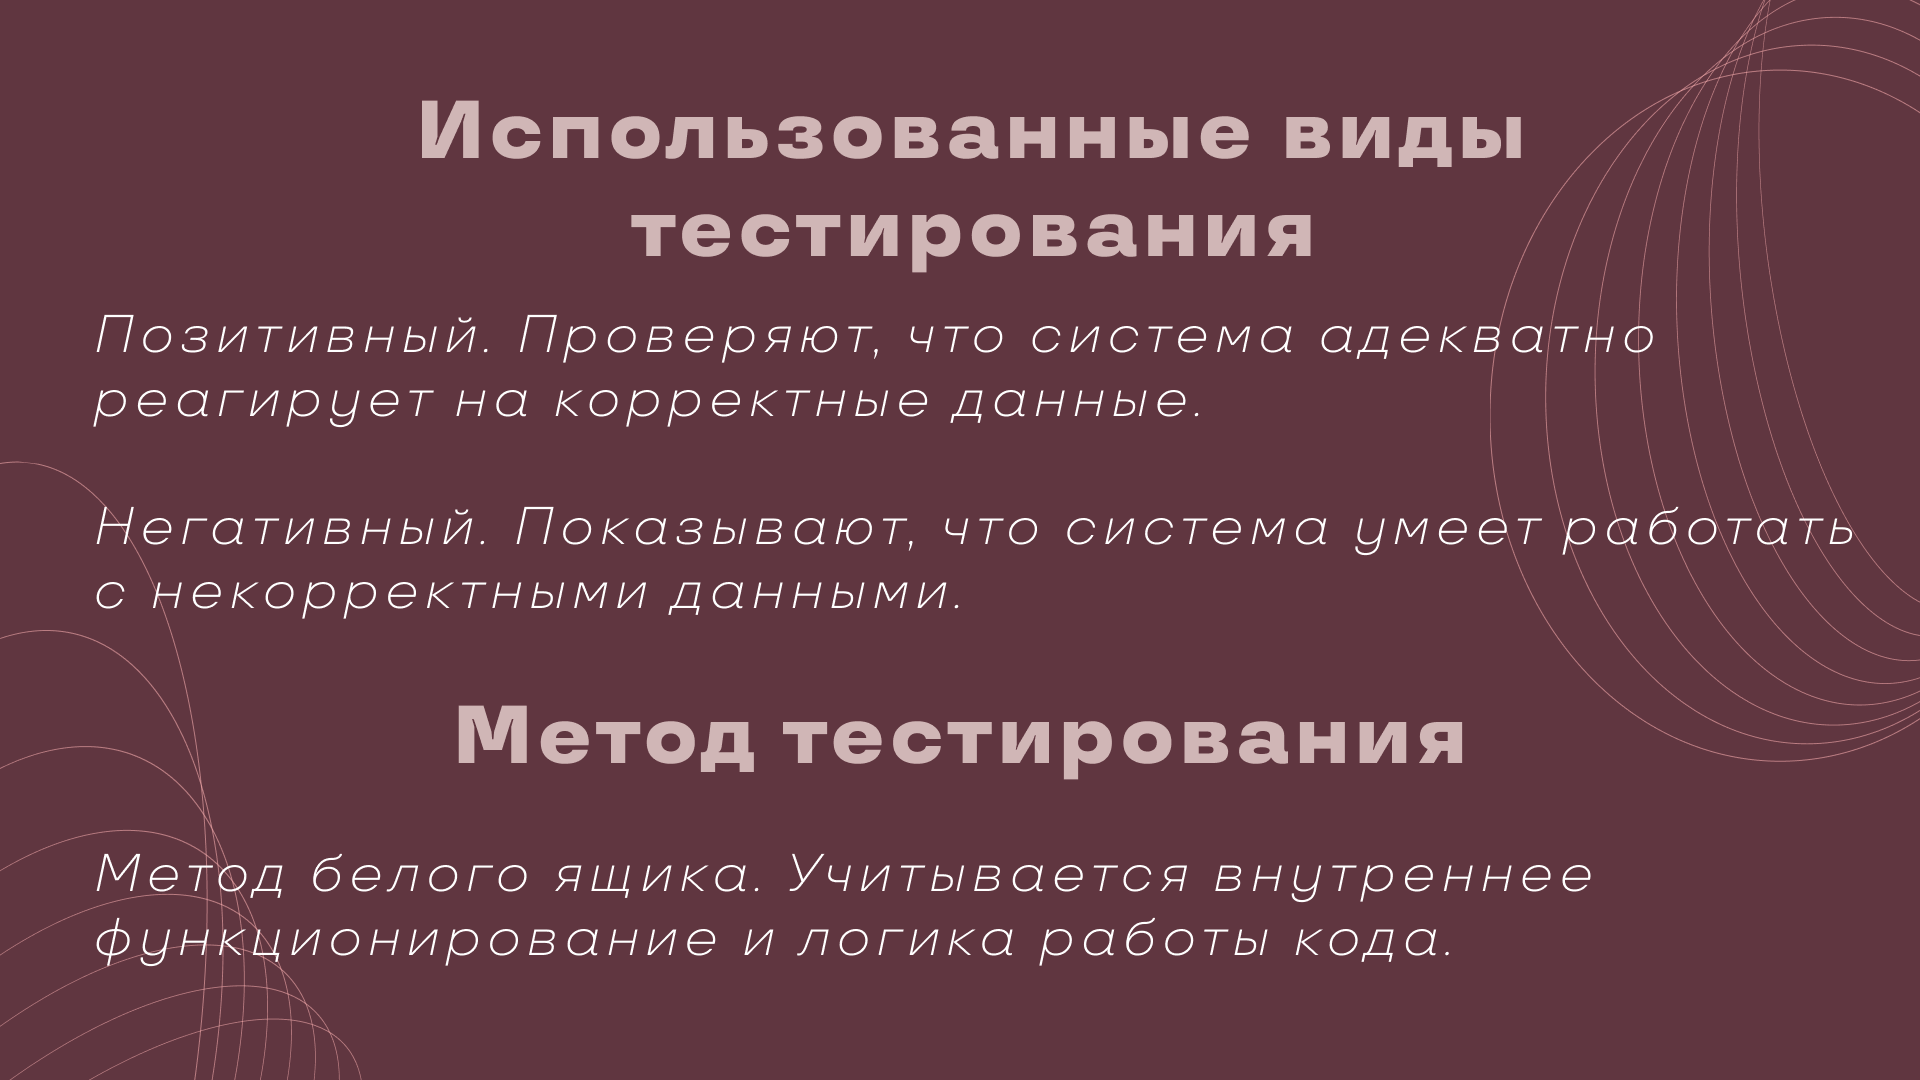 Использованные виды
тестирования
Позитивный. Проверяют, что система адекватно
реагирует на корректные данные.
Негативный. Показывают, что система умеет работать
с некорректными данными.
Метод тестирования
Метод белого ящика. Учитывается внутреннее
функционирование и логика работы кода.